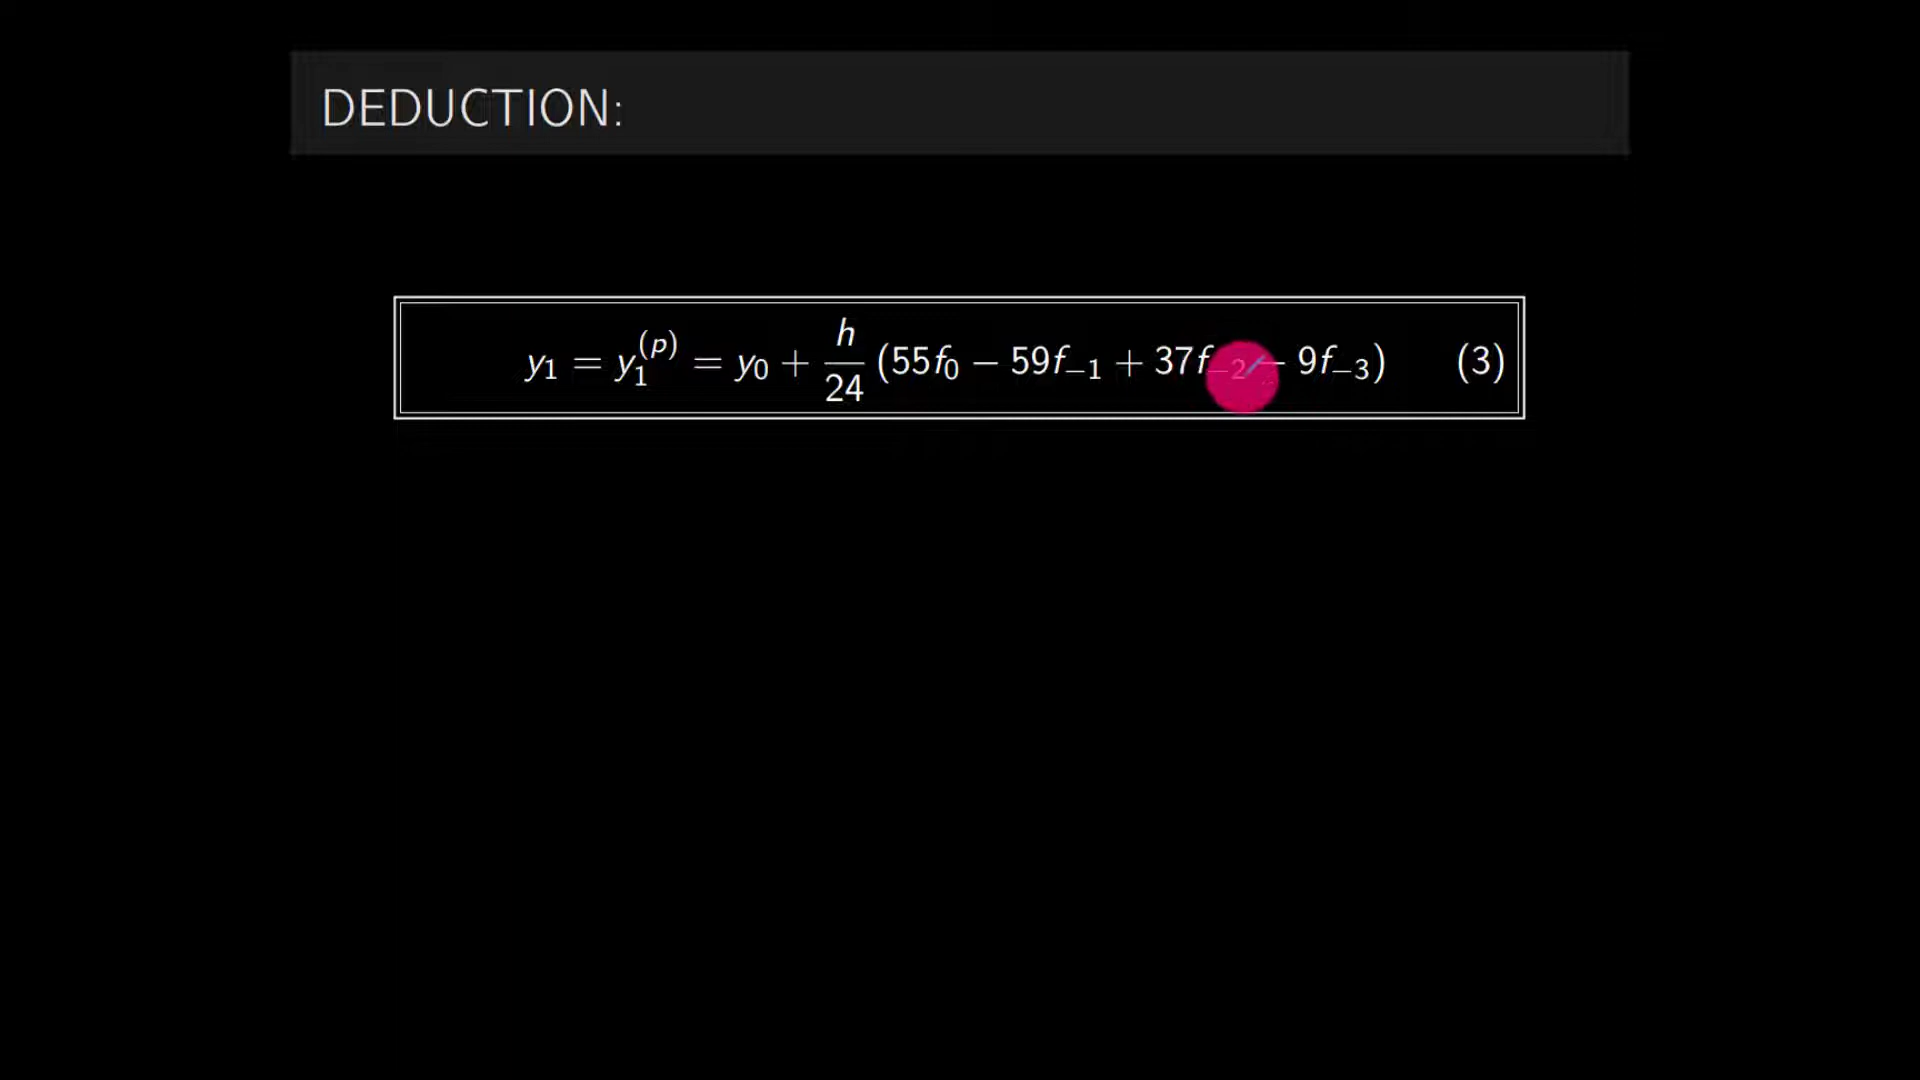 DEDUCTION:
y₁ = y₁⁽ᵖ⁾ = y₀ + h/24 (55f₀ − 59f₋₁ + 37f₋₂ − 9f₋₃) (3)